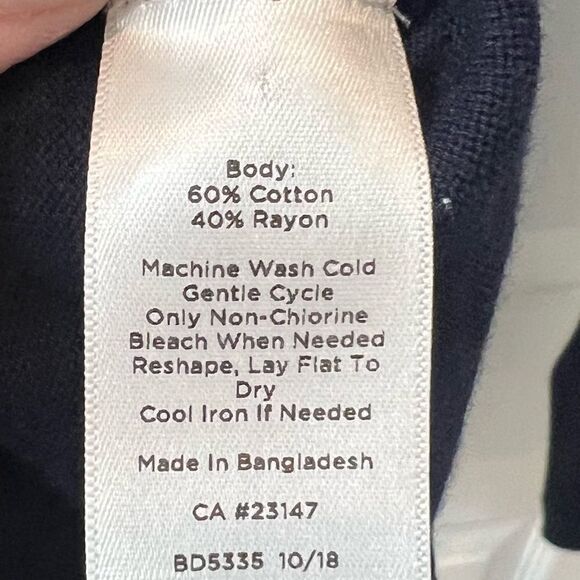 Body:
60% Cotton
40% Rayon
Machine Wash Cold
Gentle Cycle
Only Non-Chlorine
Bleach When Needed
Reshape, Lay Flat To
Dry
Cool Iron If Needed
Made In Bangladesh
CA #23147
BD5335 10/18